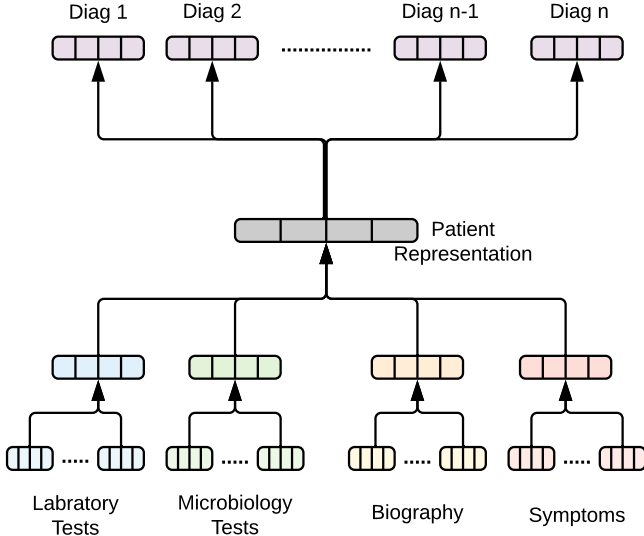 Diag 1
Diag 2
Diag n-1
Diag n
Patient
Representation
Labratory
Tests
Microbiology
Tests
Biography
Symptoms